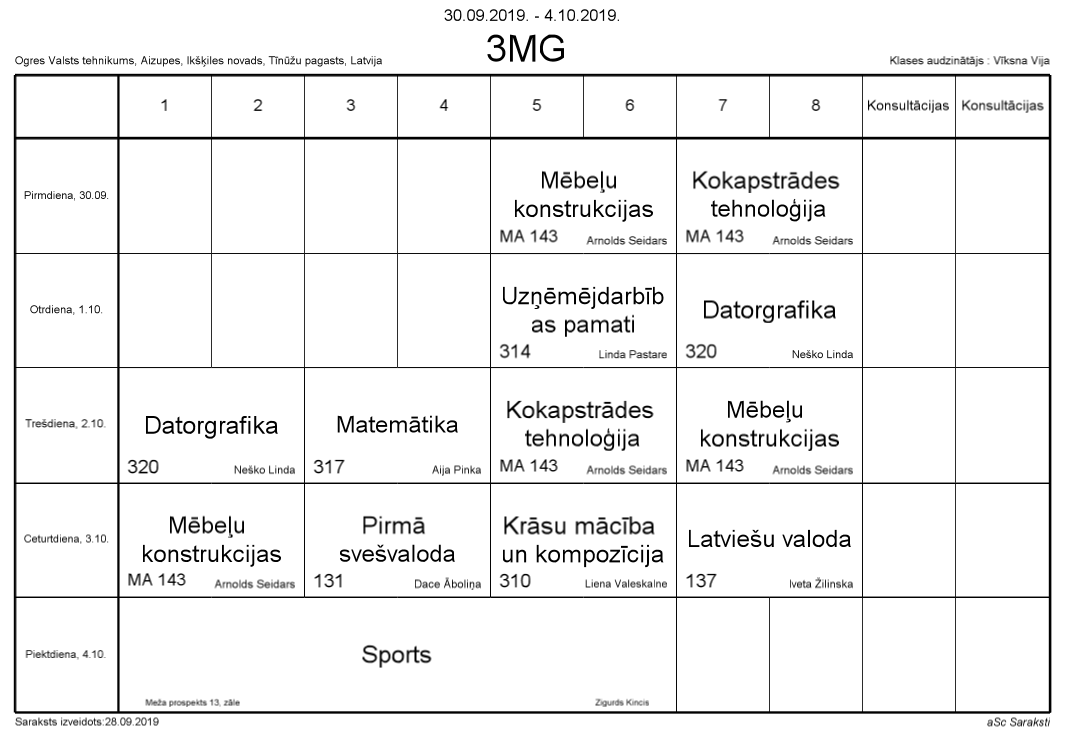 30.09.2019. - 4.10.2019.
3MG
Ogres Valsts tehnikums, Aizupes, Ikšķiles novads, Tīnūžu pagasts, Latvija
Klases audzinātājs : Vīksna Vija
1 2 3 4 5 6 7 8 Konsultācijas Konsultācijas
Pirmdiena, 30.09.
Mēbeļu
konstrukcijas
MA 143 Arnolds Seidars
Kokapstrādes
tehnoloģija
MA 143 Arnolds Seidars
Otrdiena, 1.10.
Uzņēmējdarbīb
as pamati
314 Linda Pastare
Datorgrafika
320 Neško Linda
Trešdiena, 2.10.
Datorgrafika
320 Neško Linda
Matemātika
317 Aija Pinka
Kokapstrādes
tehnoloģija
MA 143 Arnolds Seidars
Mēbeļu
konstrukcijas
MA 143 Arnolds Seidars
Ceturtdiena, 3.10.
Mēbeļu
konstrukcijas
MA 143 Arnolds Seidars
Pirmā
svešvaloda
131 Dace Āboliņa
Krāsu mācība
un kompozīcija
310 Liena Valeskalne
Latviešu valoda
137 Iveta Žilinska
Piektdiena, 4.10.
Sports
Meža prospekts 13, zāle Zigurds Kincis
Saraksts izveidots:28.09.2019
aSc Saraksti